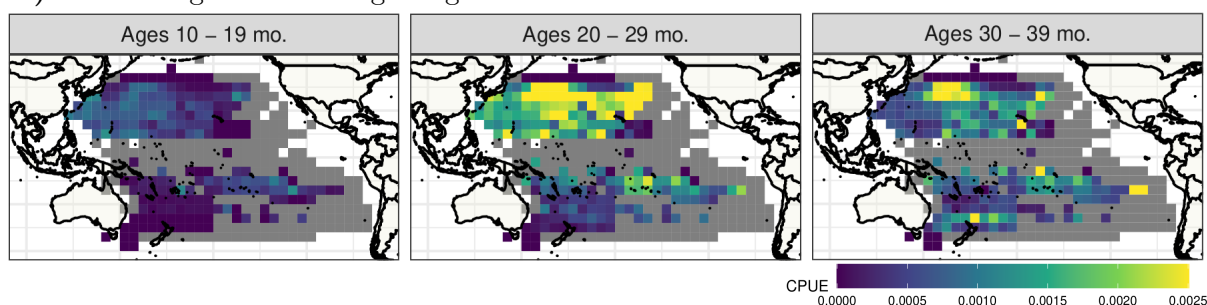 Ages 10 – 19 mo.
Ages 20 – 29 mo.
Ages 30 – 39 mo.
CPUE
0.0000 0.0005 0.0010 0.0015 0.0020 0.0025